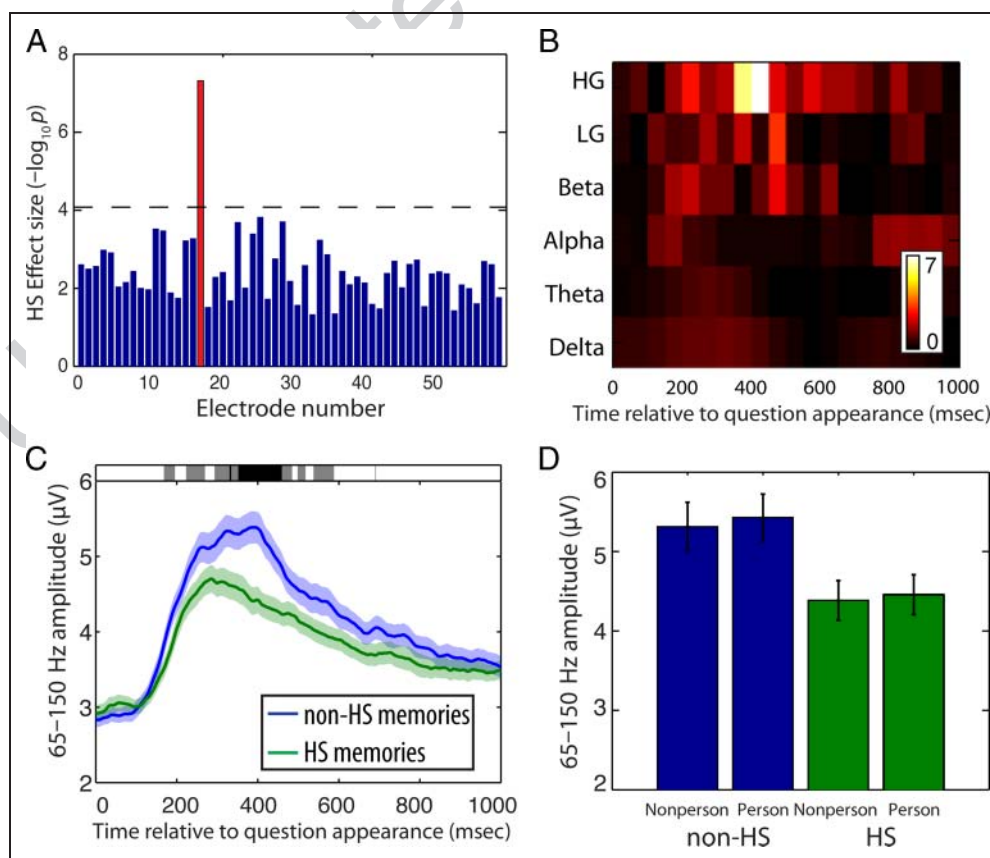 A
HS Effect size (−log₁₀p)
8
6
4
2
0
0 10 20 30 40 50
Electrode number
B
HG
LG
Beta
Alpha
Theta
Delta
7
0
0 200 400 600 800 1000
Time relative to question appearance (msec)
C
65–150 Hz amplitude (µV)
6
5
4
3
2
non-HS memories
HS memories
0 200 400 600 800 1000
Time relative to question appearance (msec)
D
65–150 Hz amplitude (µV)
6
5
4
3
2
Nonperson Person Nonperson Person
non-HS HS